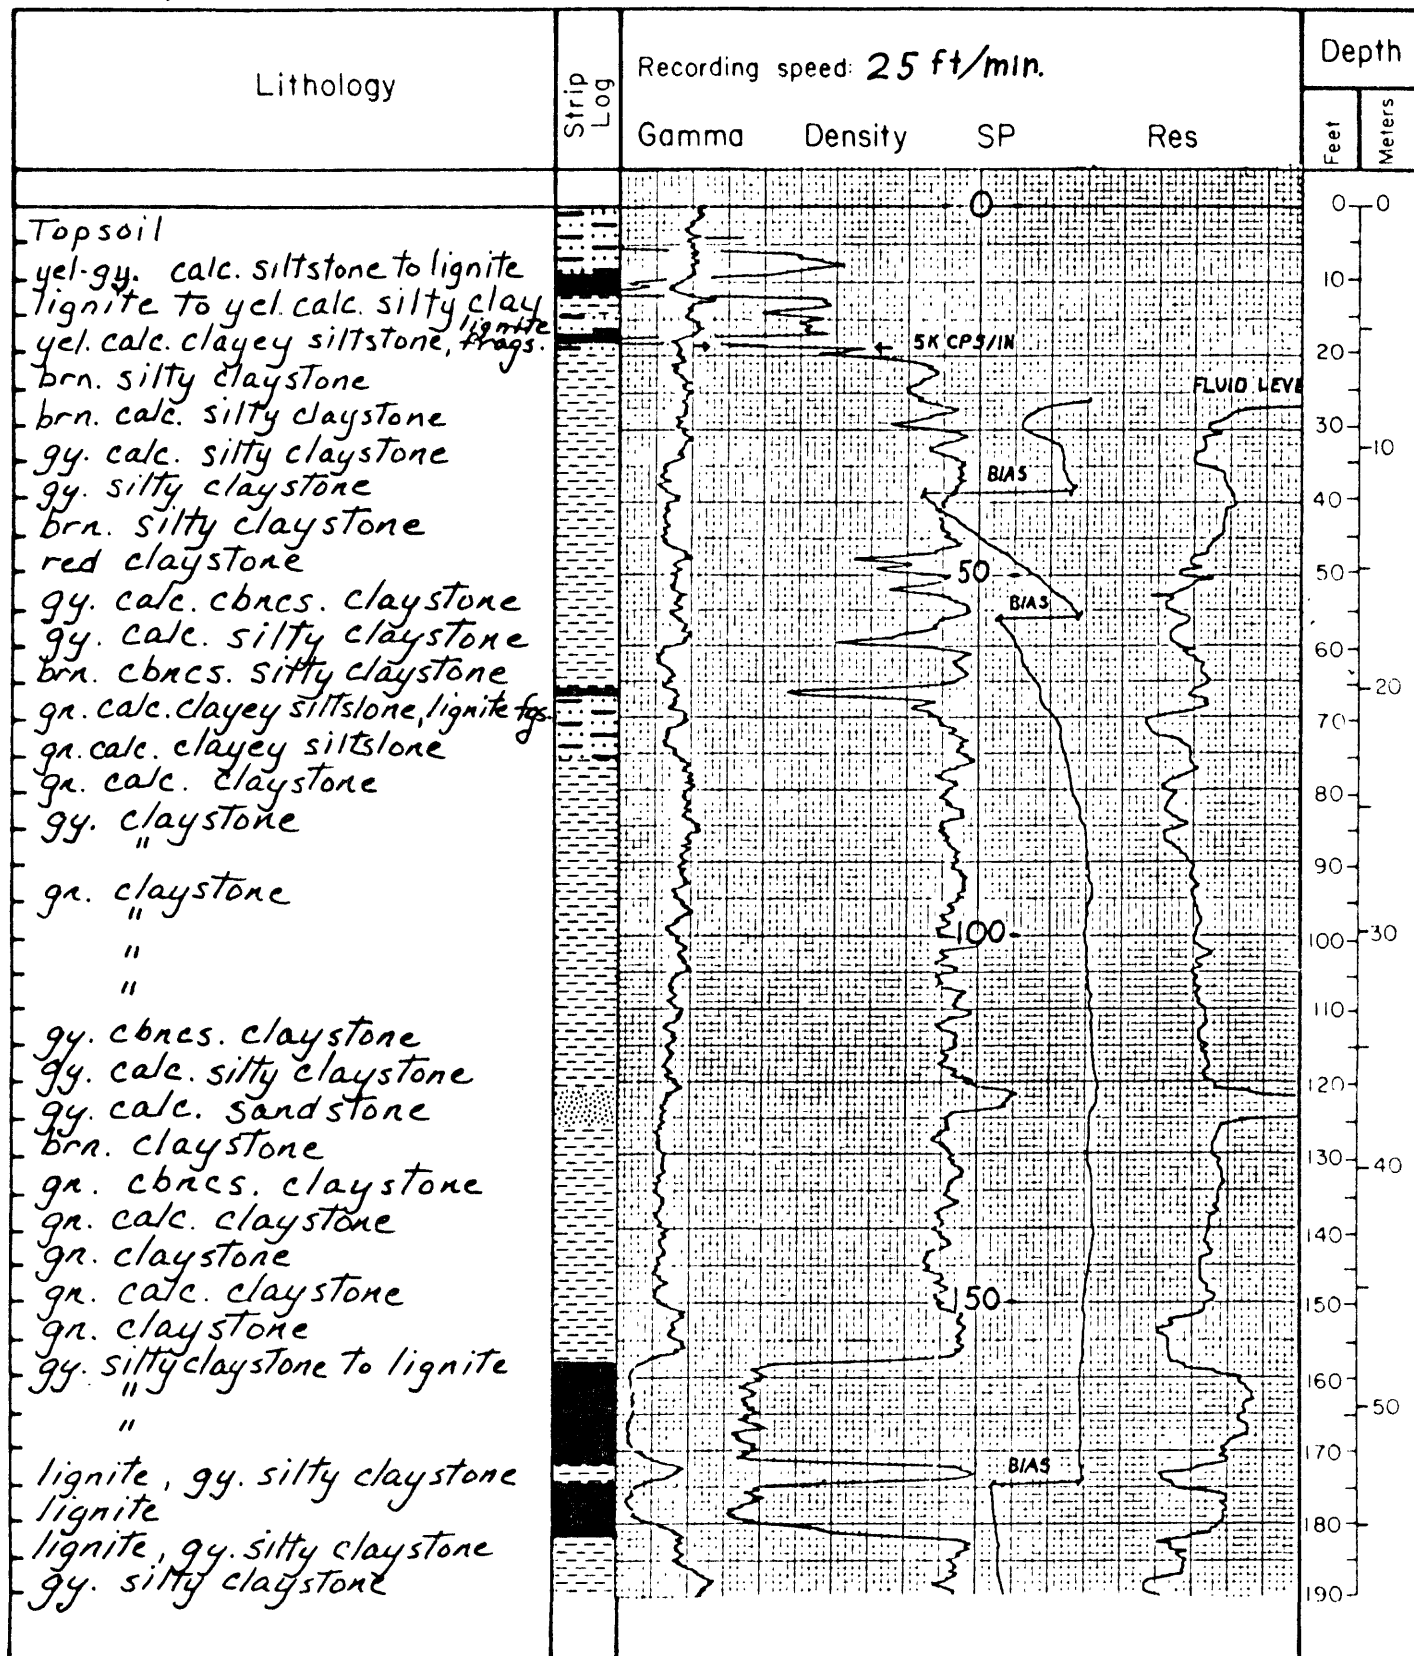 Lithology
Strip Log
Recording speed: 25 ft/min.
Gamma Density SP Res
Depth
Feet
Meters
0
0 0
Topsoil
yel-gy. calc. siltstone to lignite
10
lignite to yel. calc. silty clay
yel. calc. clayey siltstone, lignite frags.
5K CPS/IN
20
brn. silty claystone
FLUID LEVE
brn. calc. silty claystone
30
gy. calc. silty claystone
10
gy. silty claystone
BIAS
40
brn. silty claystone
red claystone
50
50
gy. calc. cbncs. claystone
BIAS
gy. calc. silty claystone
60
brn. cbncs. silty claystone
20
gn. calc. clayey siltstone, lignite fgs.
70
gn. calc. clayey siltstone
gn. calc. claystone
80
gy. claystone
"
90
gn. claystone
"
100
100
30
"
"
110
gy. cbncs. claystone
gy. calc. silty claystone
120
gy. calc. sandstone
brn. claystone
130
40
gn. cbncs. claystone
gn. calc. claystone
140
gn. claystone
gn. calc. claystone
150
150
gn. claystone
gy. silty claystone to lignite
160
"
"
50
170
lignite, gy. silty claystone
BIAS
lignite
180
lignite, gy. silty claystone
gy. silty claystone
190